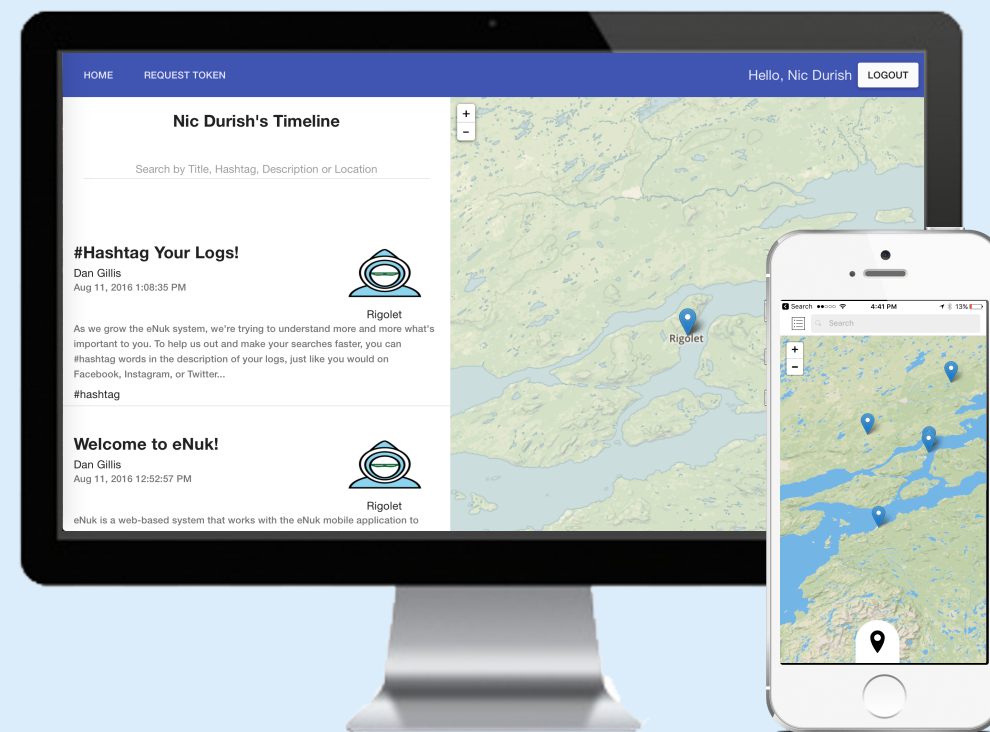 HOME
REQUEST TOKEN
Hello, Nic Durish
LOGOUT
Nic Durish's Timeline
Search by Title, Hashtag, Description or Location
#Hashtag Your Logs!
Dan Gillis
Aug 11, 2016 1:08:35 PM
Rigolet
As we grow the eNuk system, we're trying to understand more and more what's
important to you. To help us out and make your searches faster, you can
#hashtag words in the description of your logs, just like you would on
Facebook, Instagram, or Twitter...
#hashtag
Welcome to eNuk!
Dan Gillis
Aug 11, 2016 12:52:57 PM
Rigolet
eNuk is a web-based system that works with the eNuk mobile application to
+
−
Rigolet
Search
4:41 PM
13%
Search
+
−